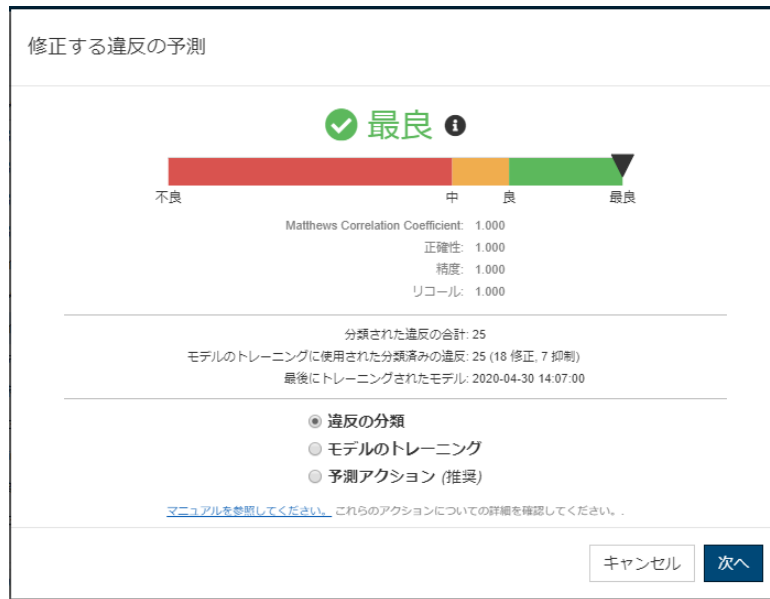 修正する違反の予測
最良
不良 中 良 最良
Matthews Correlation Coefficient: 1.000
正確性: 1.000
精度: 1.000
リコール: 1.000
分類された違反の合計: 25
モデルのトレーニングに使用された分類済みの違反: 25 (18 修正, 7 抑制)
最後にトレーニングされたモデル: 2020-04-30 14:07:00
違反の分類
モデルのトレーニング
予測アクション (推奨)
マニュアルを参照してください。 これらのアクションについての詳細を確認してください。.
キャンセル 次へ